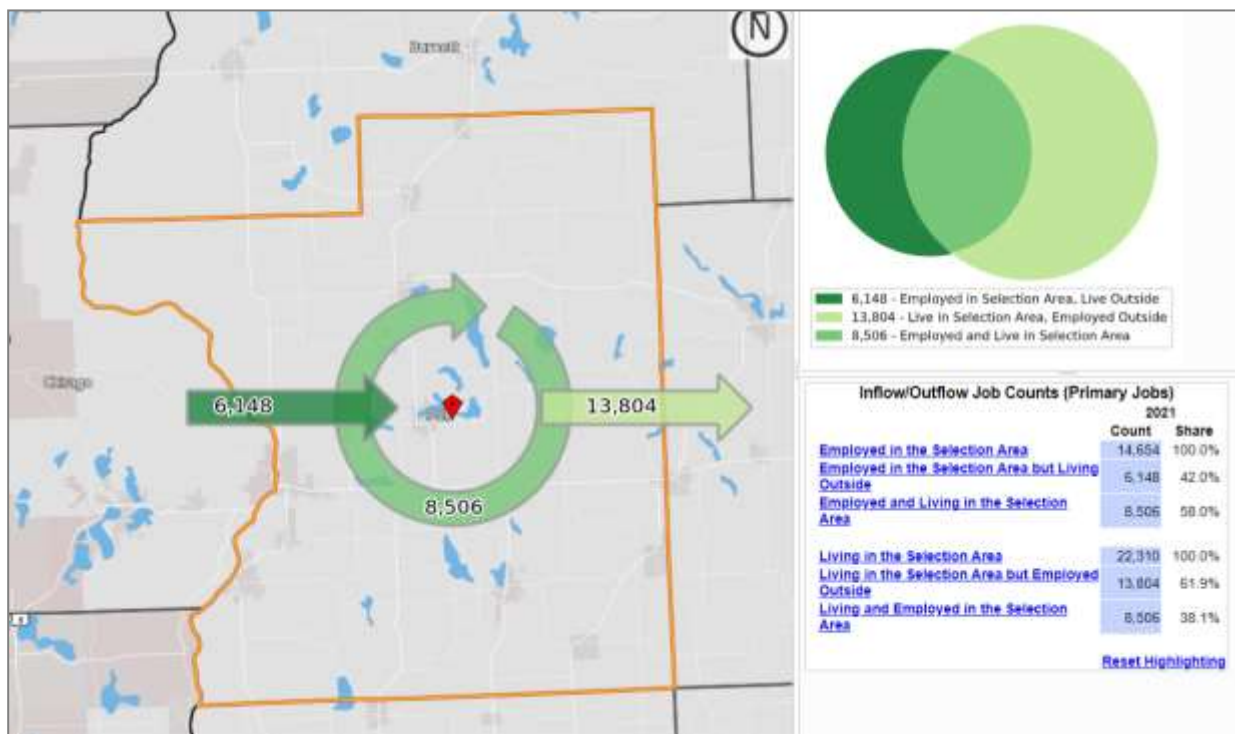 Burnett
N
Chisago
6,148
13,804
8,506
8
6,148 - Employed in Selection Area, Live Outside
13,804 - Live in Selection Area, Employed Outside
8,506 - Employed and Live in Selection Area
Inflow/Outflow Job Counts (Primary Jobs)
2021
Count Share
Employed in the Selection Area 14,654 100.0%
Employed in the Selection Area but Living
Outside 6,148 42.0%
Employed and Living in the Selection
Area 8,506 58.0%
Living in the Selection Area 22,310 100.0%
Living in the Selection Area but Employed
Outside 13,804 61.9%
Living and Employed in the Selection
Area 8,506 38.1%
Reset Highlighting